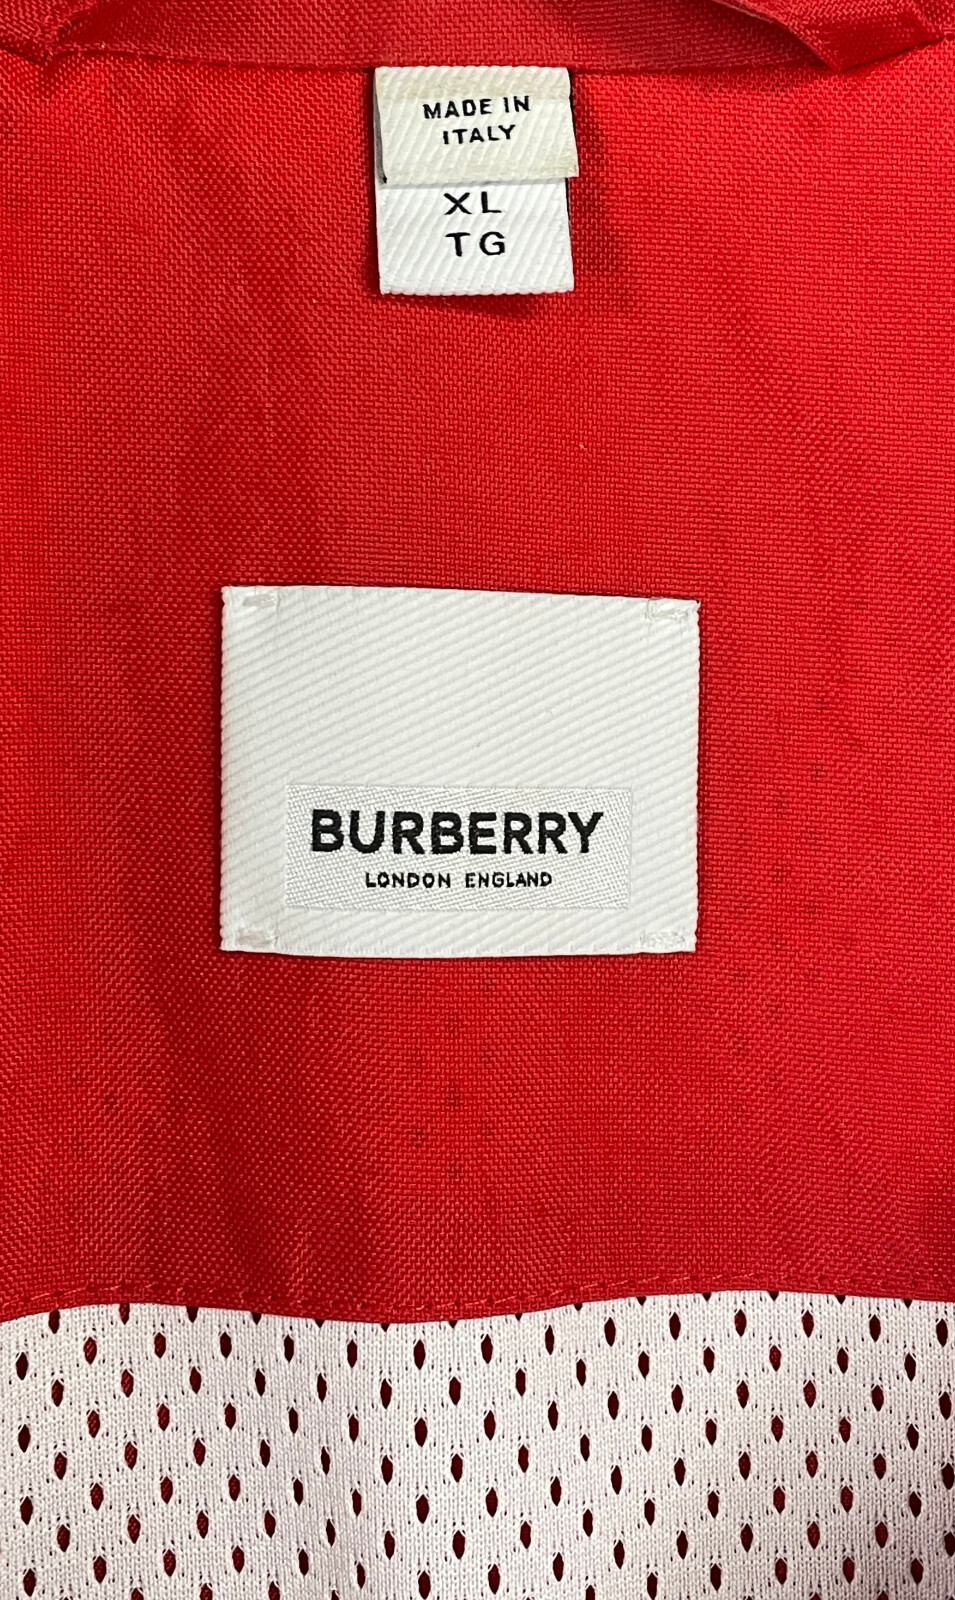 MADE IN
ITALY
XL
TG
BURBERRY
LONDON ENGLAND